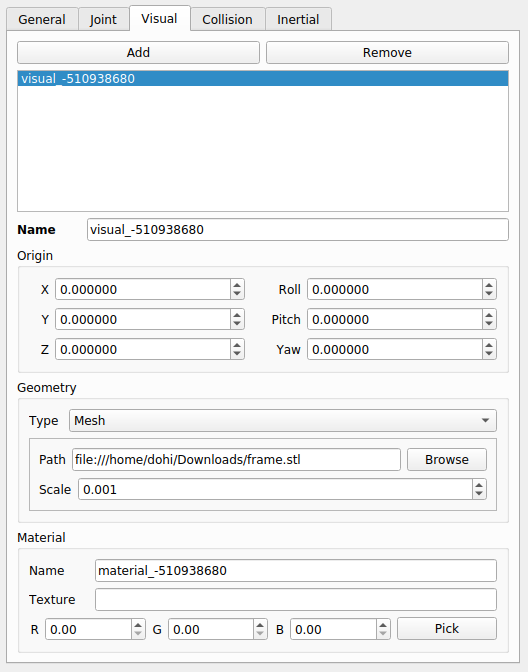 General Joint Visual Collision Inertial
Add Remove
visual_-510938680
Name visual_-510938680
Origin
X 0.000000 Roll 0.000000
Y 0.000000 Pitch 0.000000
Z 0.000000 Yaw 0.000000
Geometry
Type Mesh
Path file:///home/dohi/Downloads/frame.stl Browse
Scale 0.001
Material
Name material_-510938680
Texture
R 0.00 G 0.00 B 0.00 Pick